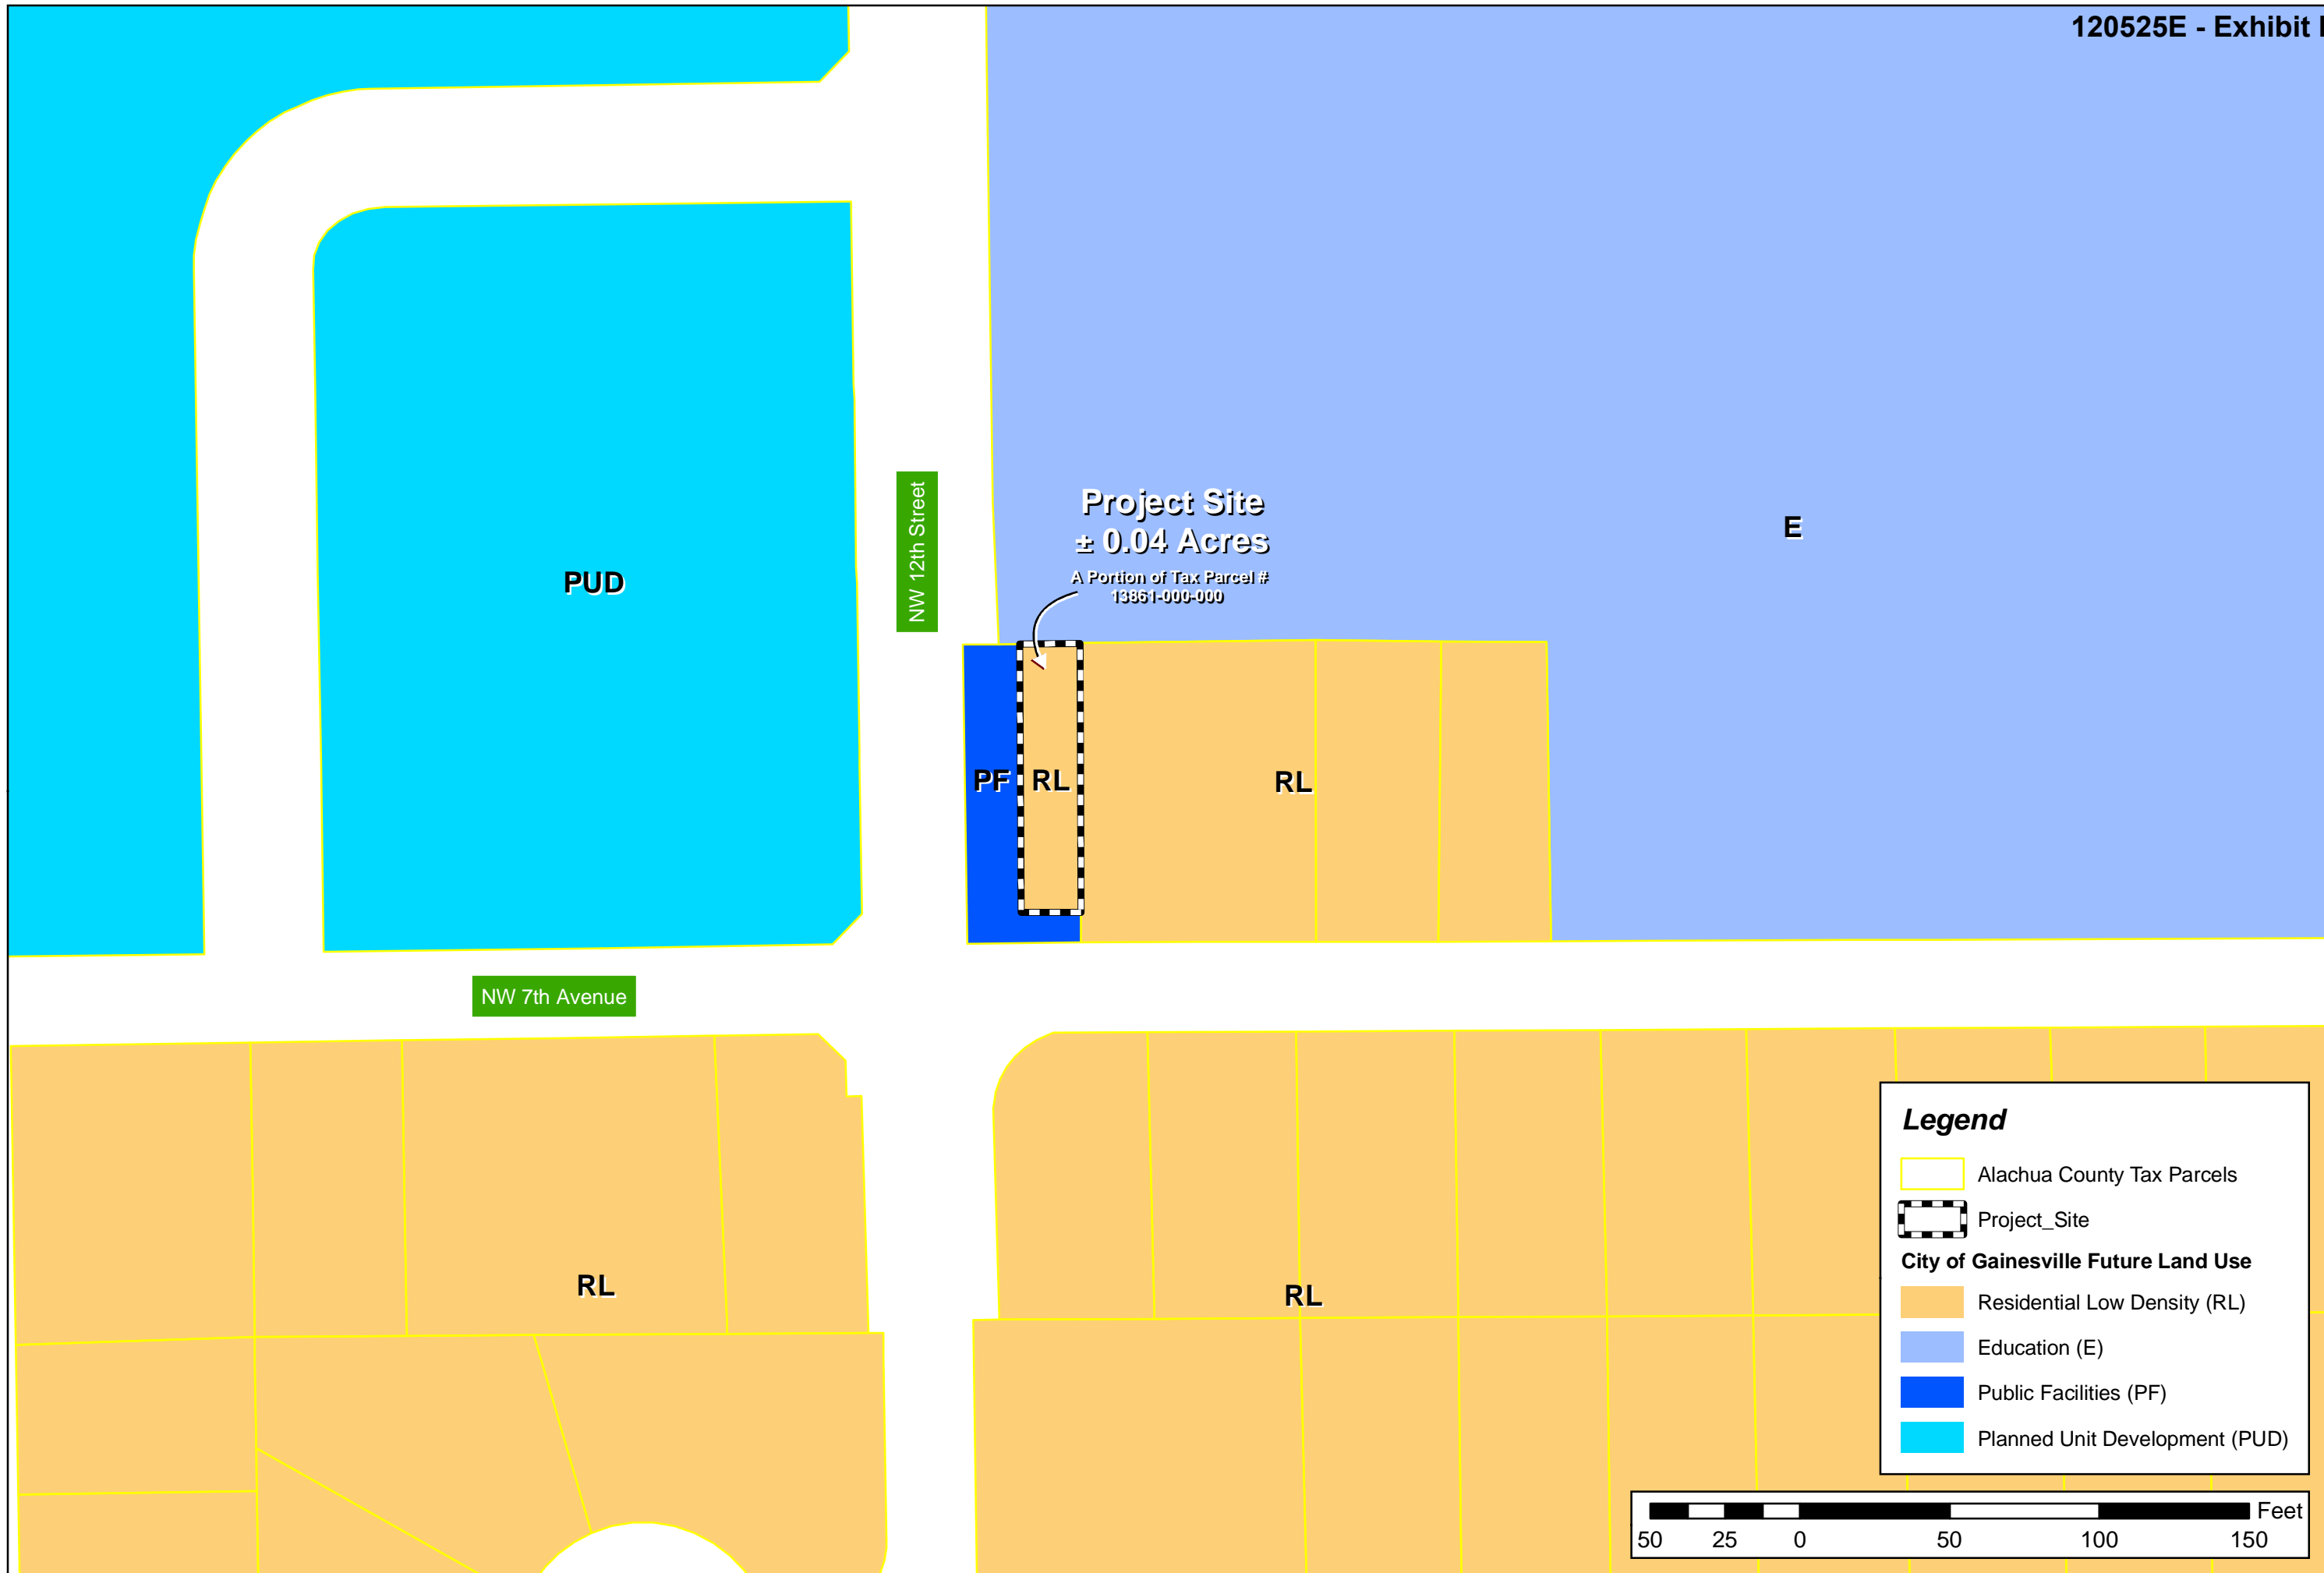 120525E - Exhibit
NW 12th Street
Project Site
± 0.04 Acres
A Portion of Tax Parcel #
13861-000-000
E
PUD
PF
RL
RL
NW 7th Avenue
RL
RL
Legend
Alachua County Tax Parcels
Project_Site
City of Gainesville Future Land Use
Residential Low Density (RL)
Education (E)
Public Facilities (PF)
Planned Unit Development (PUD)
Feet
50 25 0 50 100 150